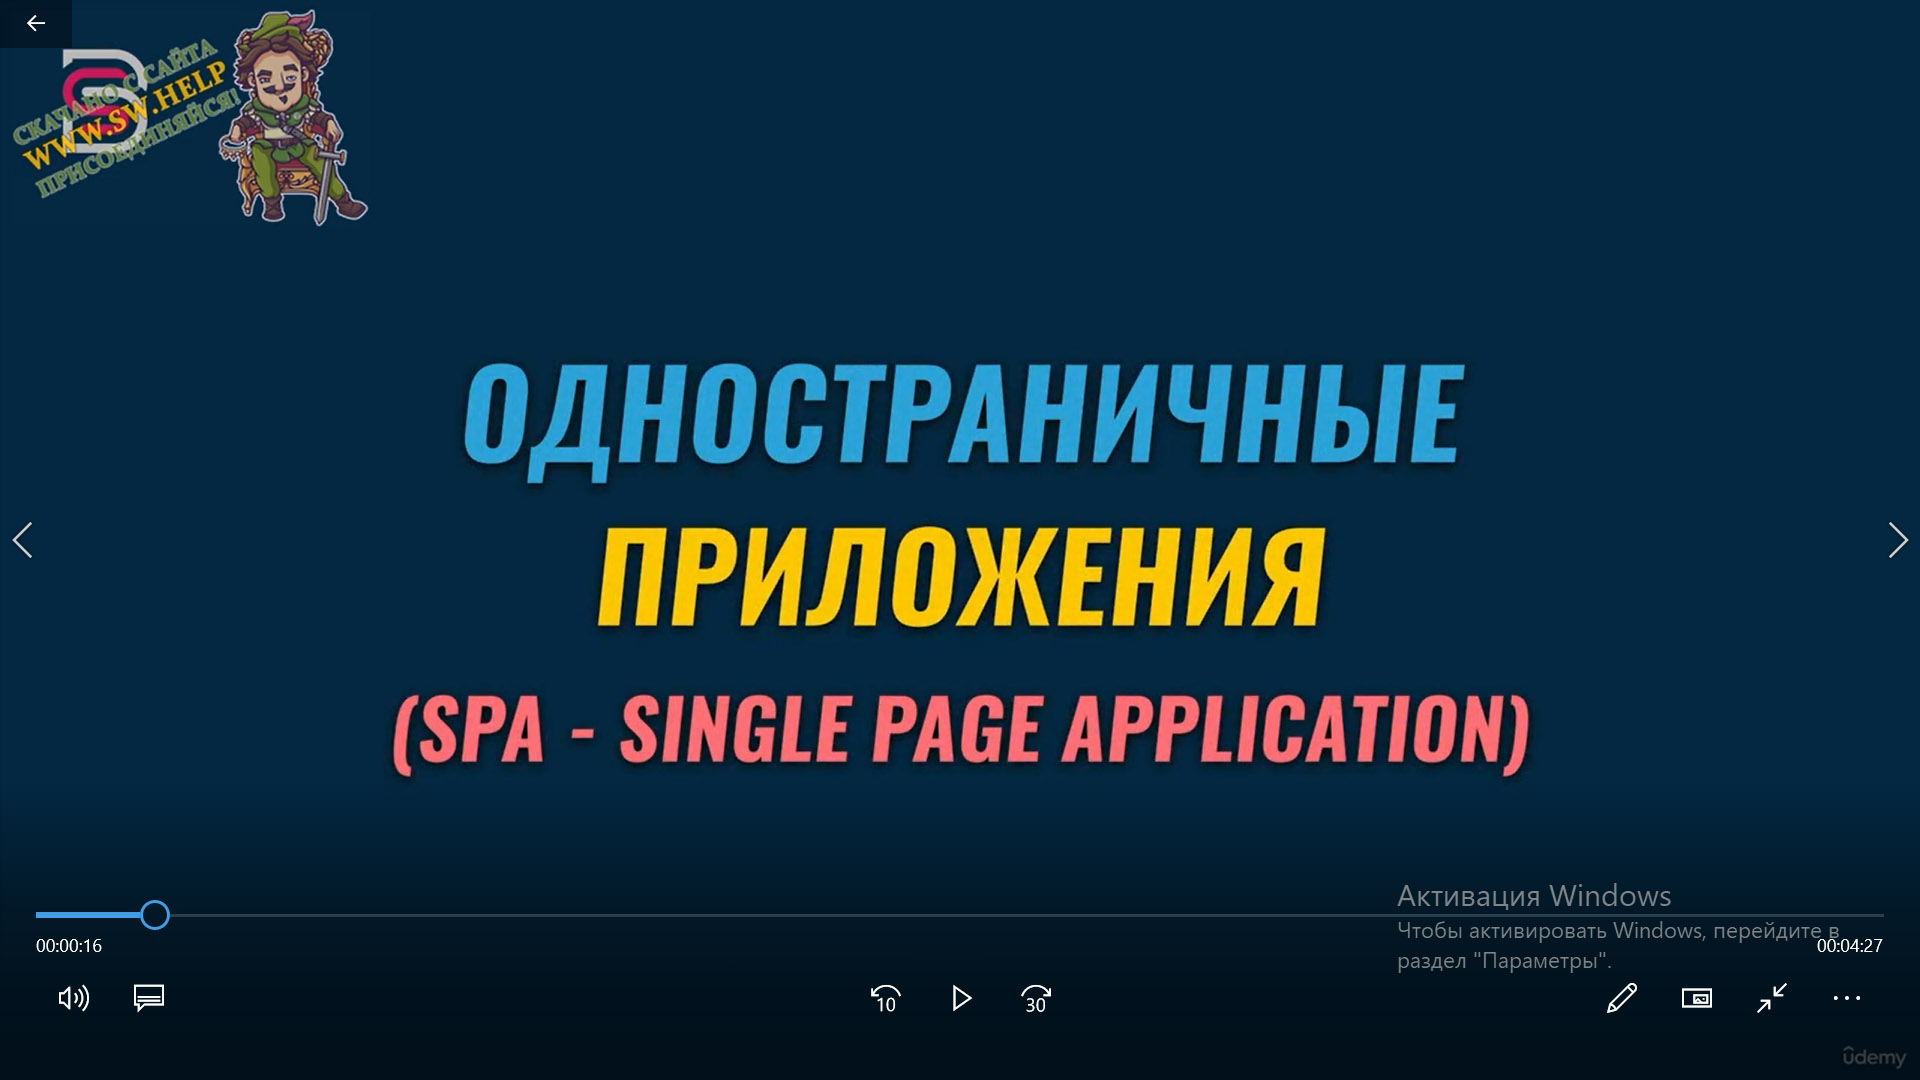 СКАЧАНО С САЙТА
WWW.SW.HELP
ПРИСОЕДИНЯЙСЯ!
ОДНОСТРАНИЧНЫЕ
ПРИЛОЖЕНИЯ
(SPA - SINGLE PAGE APPLICATION)
Активация Windows
Чтобы активировать Windows, перейдите в
раздел "Параметры".
00:00:16
00:04:27
10
30
ûdemy